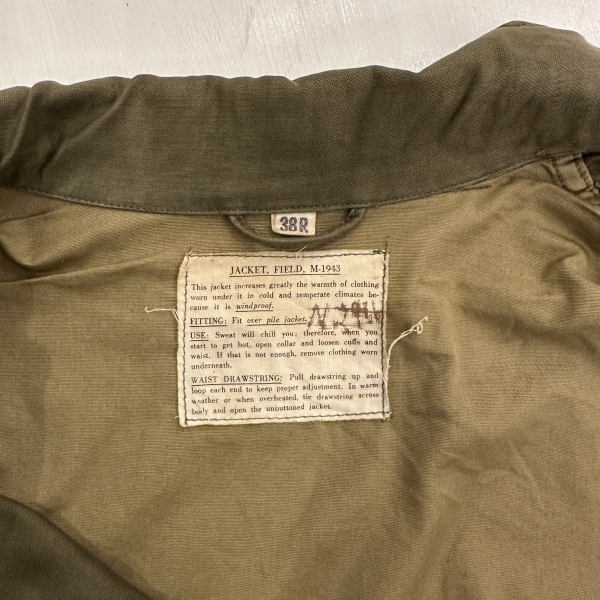 38R
JACKET, FIELD, M-1943
This jacket increases greatly the warmth of clothing
worn under it in cold and temperate climates be-
cause it is windproof.
FITTING: Fit over pile jacket.
USE: Sweat will chill you; therefore, when you
start to get hot, open collar and loosen cuffs and
waist. If that is not enough, remove clothing worn
underneath.
WAIST DRAWSTRING: Pull drawstring up and
loop each end to keep proper adjustment. In warm
weather or when overheated, tie drawstring across
body and open the unbuttoned jacket.